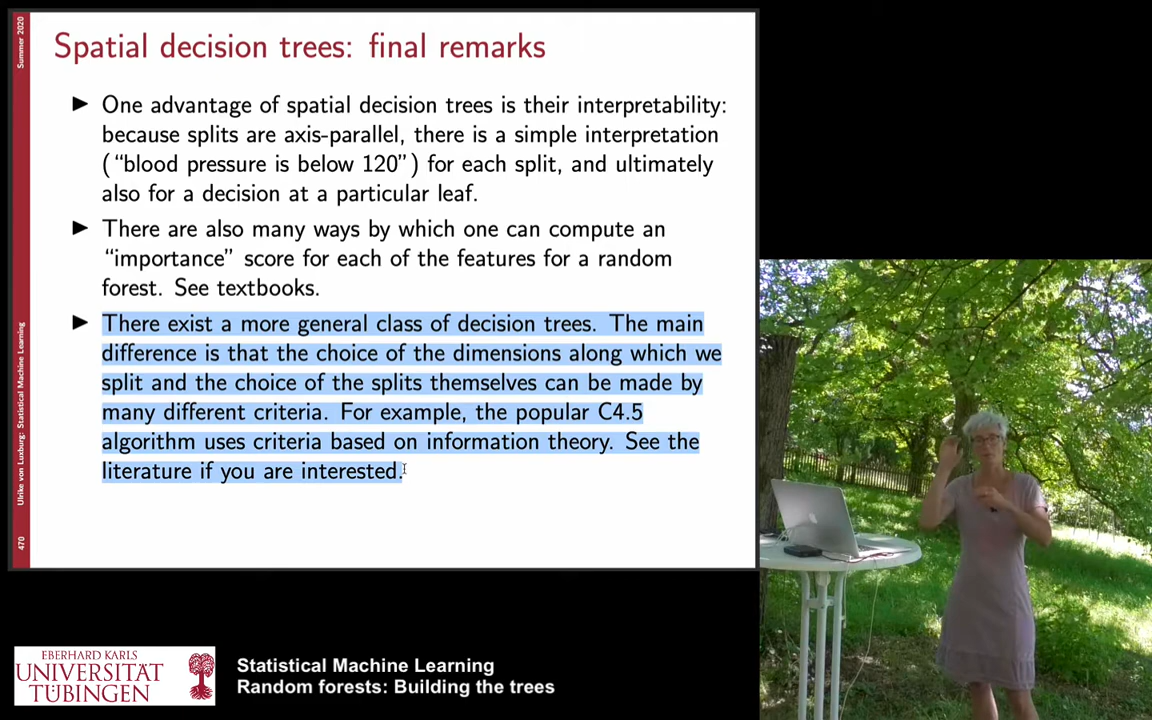 Summer 2020
Spatial decision trees: final remarks
▶ One advantage of spatial decision trees is their interpretability:
because splits are axis-parallel, there is a simple interpretation
(“blood pressure is below 120”) for each split, and ultimately
also for a decision at a particular leaf.
▶ There are also many ways by which one can compute an
“importance” score for each of the features for a random
forest. See textbooks.
▶ There exist a more general class of decision trees. The main
difference is that the choice of the dimensions along which we
split and the choice of the splits themselves can be made by
many different criteria. For example, the popular C4.5
algorithm uses criteria based on information theory. See the
literature if you are interested.
Ulrike von Luxburg: Statistical Machine Learning
470
EBERHARD KARLS
UNIVERSITÄT
TÜBINGEN
Statistical Machine Learning
Random forests: Building the trees